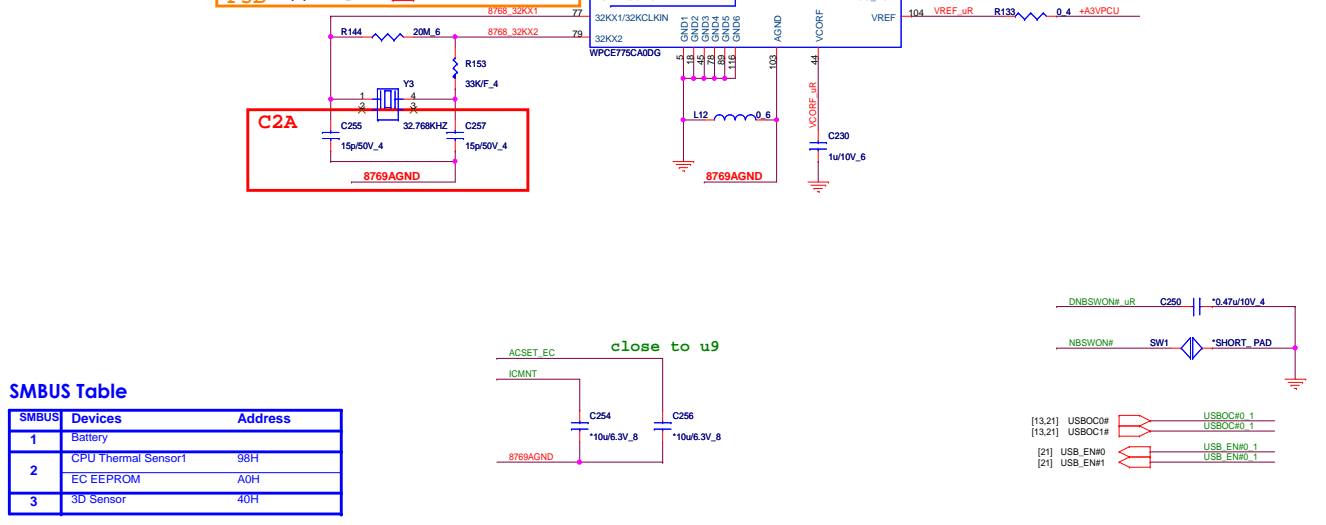 8768_32KX1 77 32KX1/32KCLKIN
R144 20M_6 8768_32KX2 79 32KX2
WPCE775CA0DG
GND1 GND2 GND3 GND4 GND5 GND6 AGND VCORF
5 18 45 78 89 116 103 44
VREF 104 VREF_uR R133 0_4 +A3VPCU
R153
33K/F_4
Y3
1 4
2 3
32.768KHZ
C2A
C255
15p/50V_4
C257
15p/50V_4
8769AGND
L12 0_6
8769AGND
VCORF_uR
C230
1u/10V_6
DNBSWON#_uR C250 *0.47u/10V_4
NBSWON# SW1 *SHORT_PAD
close to u9
ACSET_EC
ICMNT
C254
*10u/6.3V_8
C256
*10u/6.3V_8
8769AGND
[13,21] USBOC0# USBOC#0_1
[13,21] USBOC1# USBOC#0_1
[21] USB_EN#0 USB_EN#0_1
[21] USB_EN#1 USB_EN#0_1
SMBUS Table
SMBUS Devices Address
1 Battery
2 CPU Thermal Sensor1 98H
EC EEPROM A0H
3 3D Sensor 40H